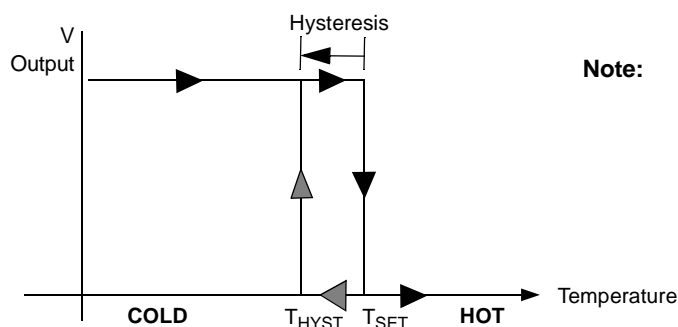 Hysteresis
V
Output
Note:
Temperature
COLD
T_HYST
T_SET
HOT